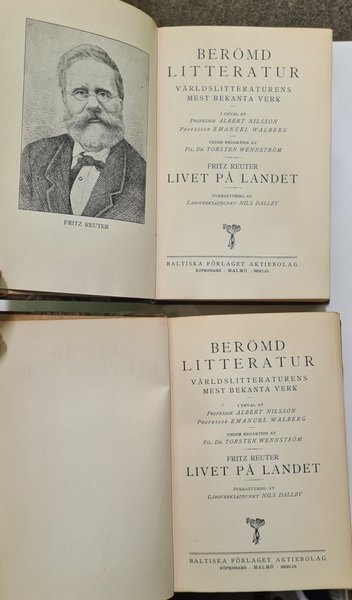 FRITZ REUTER
BERÖMD
LITTERATUR
VÄRLDSLITTERATURENS
MEST BEKANTA VERK
I URVAL AV
PROFESSOR ALBERT NILSSON
PROFESSOR EMANUEL WALBERG
UNDER REDAKTION AV
FIL. DR. TORSTEN WENNSTRÖM
FRITZ REUTER
LIVET PÅ LANDET
ÖVERSÄTTNING AV
LÄROVERKSADJUNKT NILS DALLBY
BALTISKA FÖRLAGET AKTIEBOLAG
KÖPENHAMN - MALMÖ - BERLIN
BERÖMD
LITTERATUR
VÄRLDSLITTERATURENS
MEST BEKANTA VERK
I URVAL AV
PROFESSOR ALBERT NILSSON
PROFESSOR EMANUEL WALBERG
UNDER REDAKTION AV
FIL. DR. TORSTEN WENNSTRÖM
FRITZ REUTER
LIVET PÅ LANDET
ÖVERSÄTTNING AV
LÄROVERKSADJUNKT NILS DALLBY
BALTISKA FÖRLAGET AKTIEBOLAG
KÖPENHAMN - MALMÖ - BERLIN